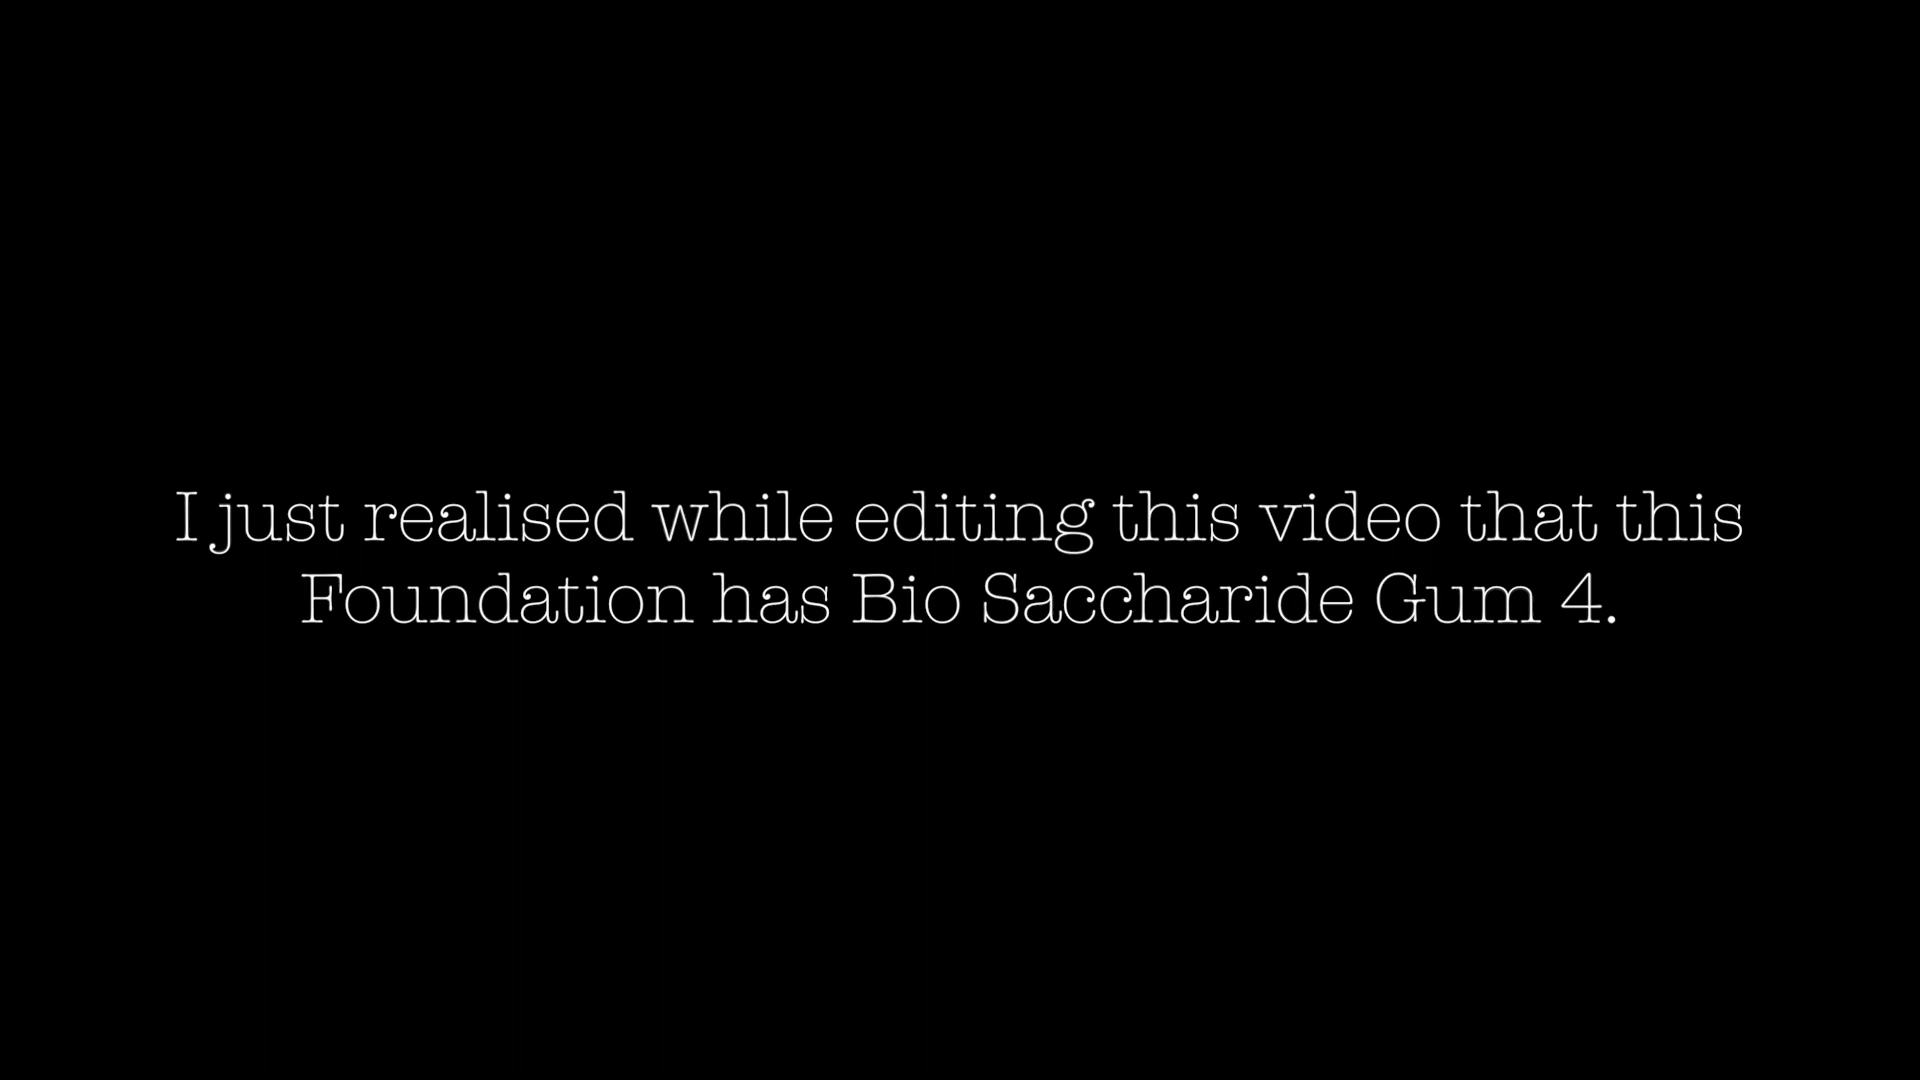 I just realised while editing this video that this
Foundation has Bio Saccharide Gum 4.